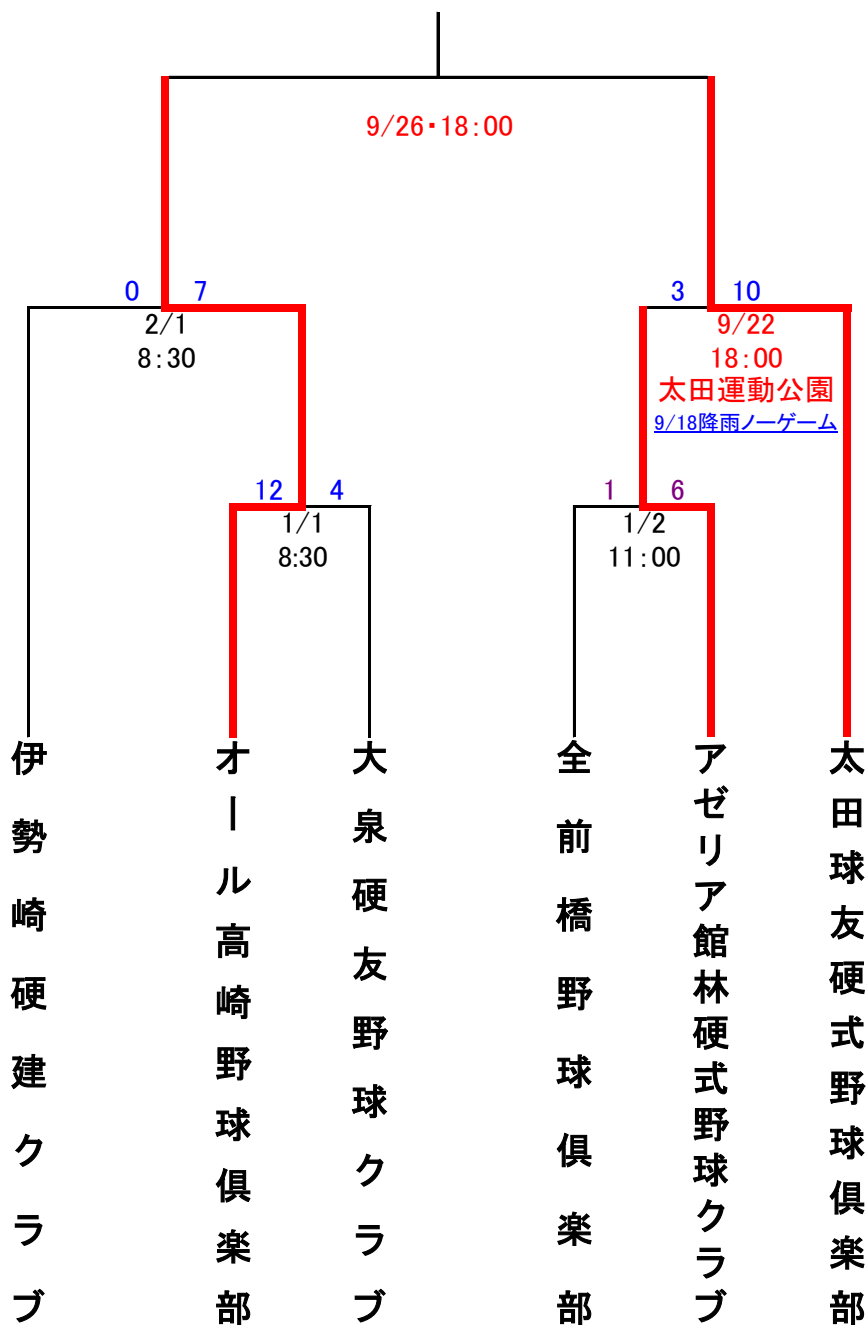 9/26・18:00
0 7
2/1
8:30
3 10
9/22
18:00
太田運動公園
9/18降雨ノーゲーム
12 4
1/1
8:30
1 6
1/2
11:00
伊勢崎硬建クラブ
オール高崎野球倶楽部
大泉硬友野球クラブ
全前橋野球倶楽部
アゼリア館林硬式野球クラブ
太田球友硬式野球倶楽部